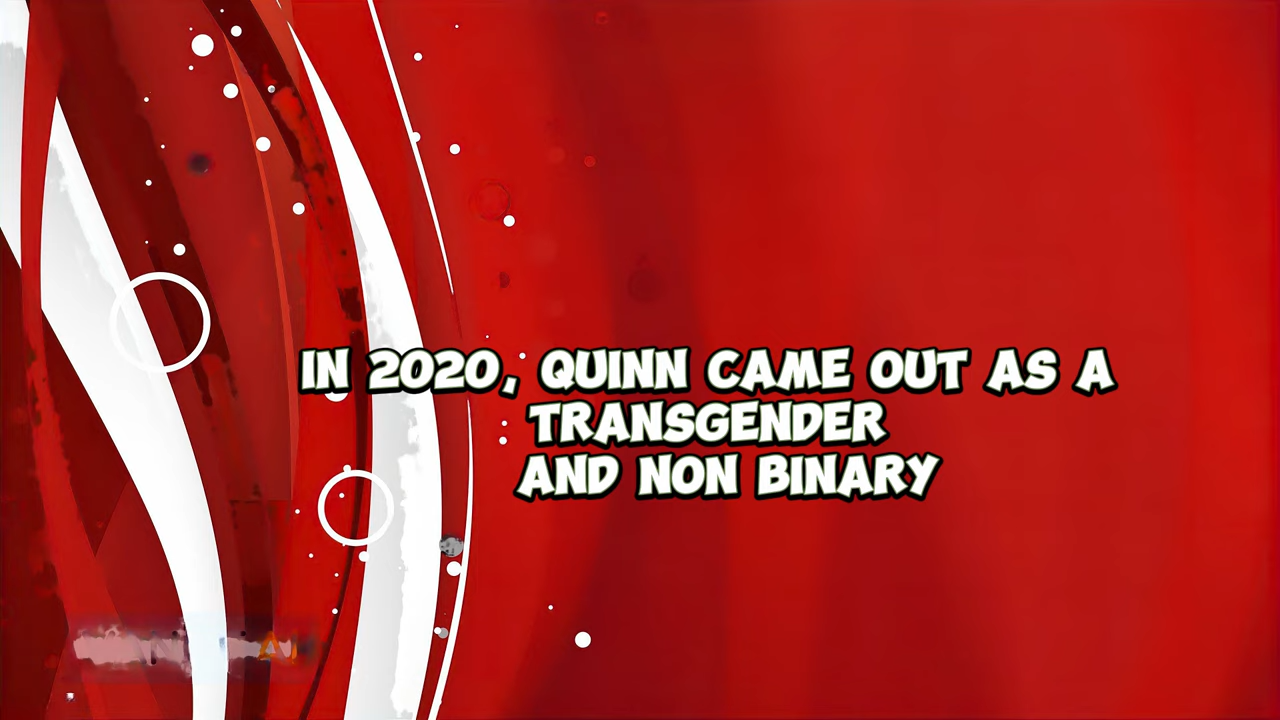 IN 2020, QUINN CAME OUT AS A
TRANSGENDER
AND NON BINARY